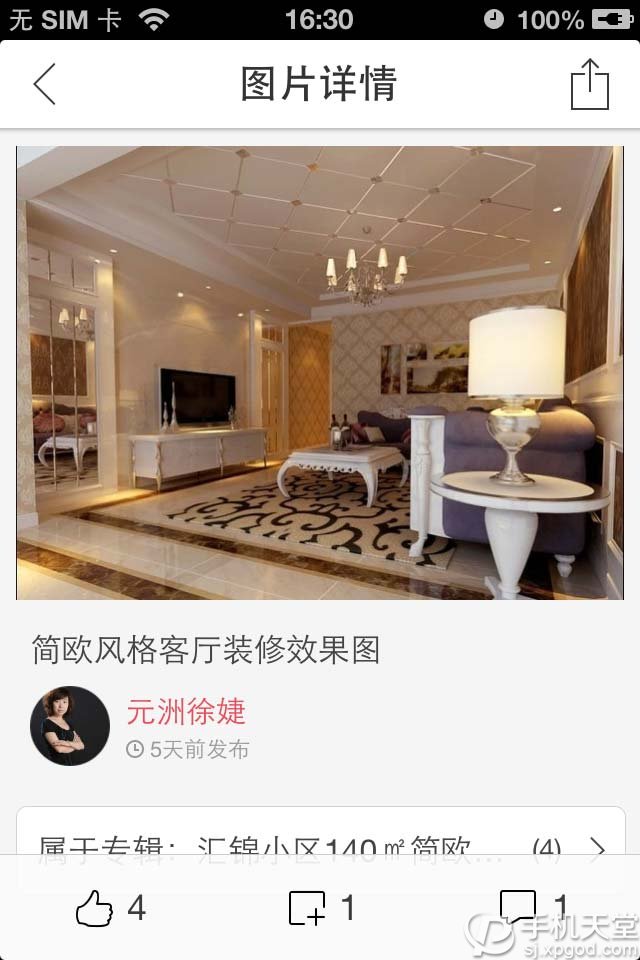 无 SIM 卡
16:30
100%
图片详情
简欧风格客厅装修效果图
元洲徐婕
5天前发布
属于专辑：汇锦小区140㎡简欧… (4)
4
1
1
手机天堂
sj.xpgod.com